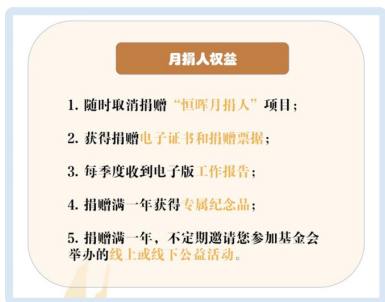 月捐人权益
1. 随时取消捐赠“恒晖月捐人”项目；
2. 获得捐赠电子证书和捐赠票据；
3. 每季度收到电子版工作报告；
4. 捐赠满一年获得专属纪念品；
5. 捐赠满一年，不定期邀请您参加基金会
举办的线上或线下公益活动。